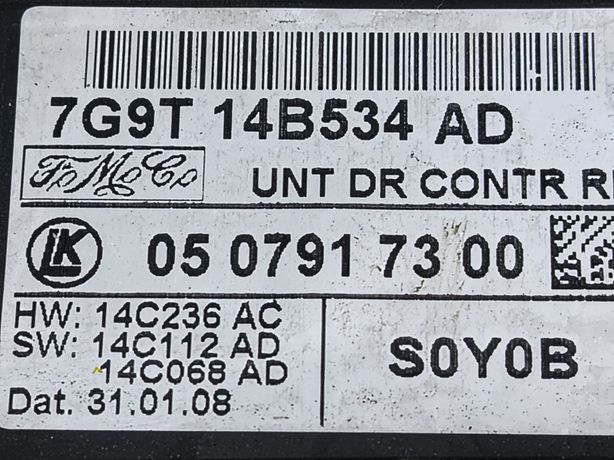 7G9T 14B534 AD
FoMoCo UNT DR CONTR
LK 05 0791 73 00
HW: 14C236 AC
SW: 14C112 AD
14C068 AD
Dat. 31.01.08
S0Y0B